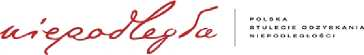 niepodległa
POLSKA
STULECIE ODZYSKANIA
NIEPODLEGŁOŚCI